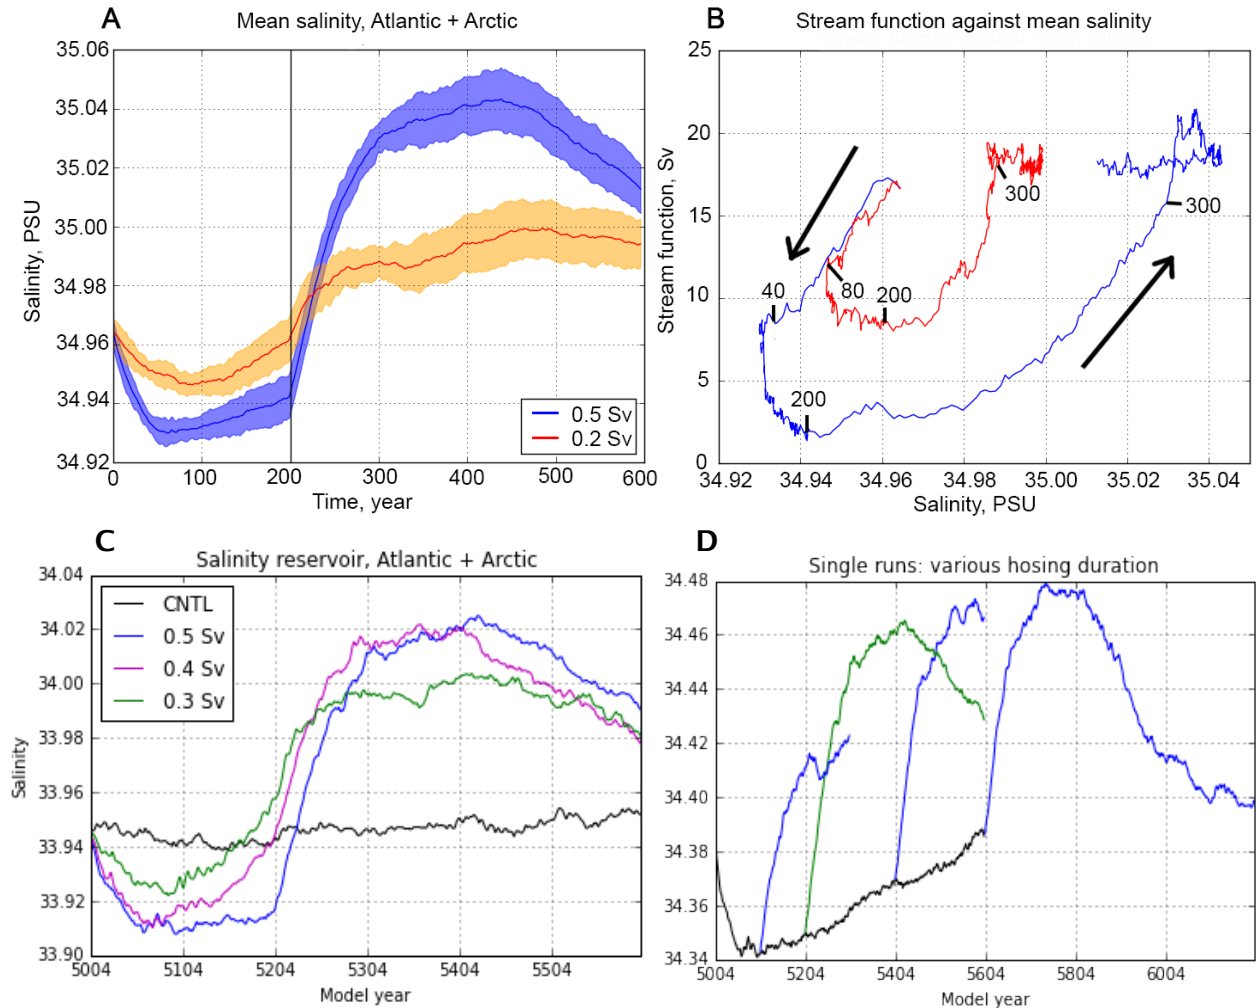 A
Mean salinity, Atlantic + Arctic
35.06
35.04
35.02
35.00
34.98
34.96
34.94
34.92
Salinity, PSU
0
100
200
300
400
500
600
Time, year
0.5 Sv
0.2 Sv
B
Stream function against mean salinity
25
20
15
10
5
0
Stream function, Sv
40
80
200
300
200
300
34.92
34.94
34.96
34.98
35.00
35.02
35.04
Salinity, PSU
C
Salinity reservoir, Atlantic + Arctic
34.04
34.02
34.00
33.98
33.96
33.94
33.92
33.90
Salinity
CNTL
0.5 Sv
0.4 Sv
0.3 Sv
5004
5104
5204
5304
5404
5504
Model year
D
Single runs: various hosing duration
34.48
34.46
34.44
34.42
34.40
34.38
34.36
34.34
5004
5204
5404
5604
5804
6004
Model year